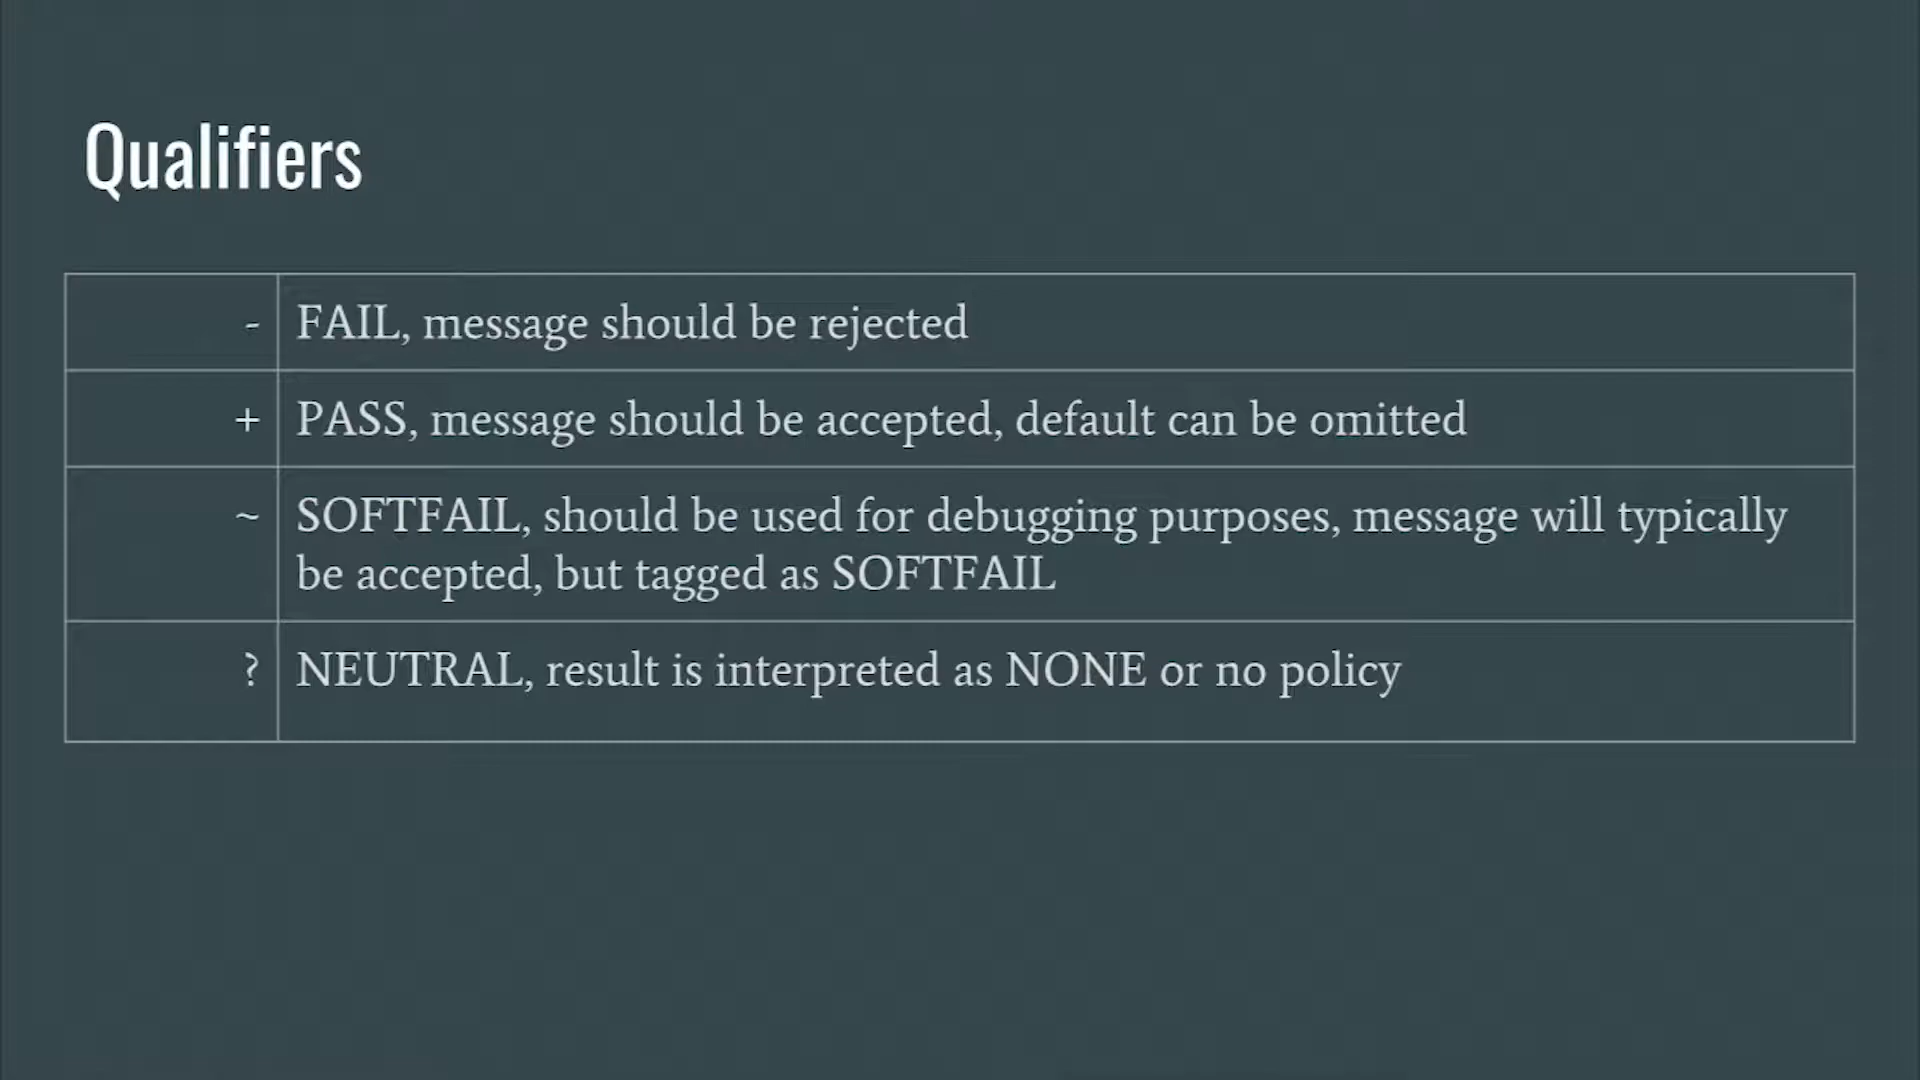 Qualifiers
- FAIL, message should be rejected
+ PASS, message should be accepted, default can be omitted
~ SOFTFAIL, should be used for debugging purposes, message will typically
be accepted, but tagged as SOFTFAIL
? NEUTRAL, result is interpreted as NONE or no policy